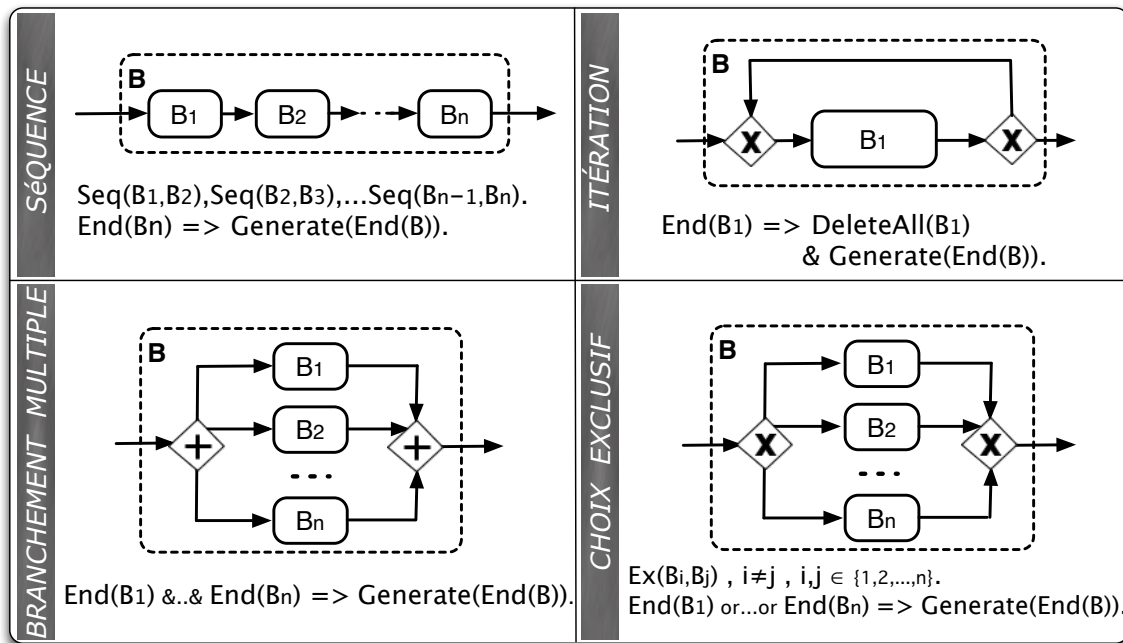 SéQUENCE
B
B1
B2
Bn
Seq(B1,B2),Seq(B2,B3),...Seq(Bn-1,Bn).
End(Bn) => Generate(End(B)).
ITÉRATION
B
X
B1
X
End(B1) => DeleteAll(B1)
& Generate(End(B)).
BRANCHEMENT MULTIPLE
B
B1
+
B2
+
Bn
End(B1) &..& End(Bn) => Generate(End(B)).
CHOIX EXCLUSIF
B
B1
X
B2
X
Bn
Ex(Bi,Bj) , i≠j , i,j ∈ {1,2,...,n}.
End(B1) or...or End(Bn) => Generate(End(B)).